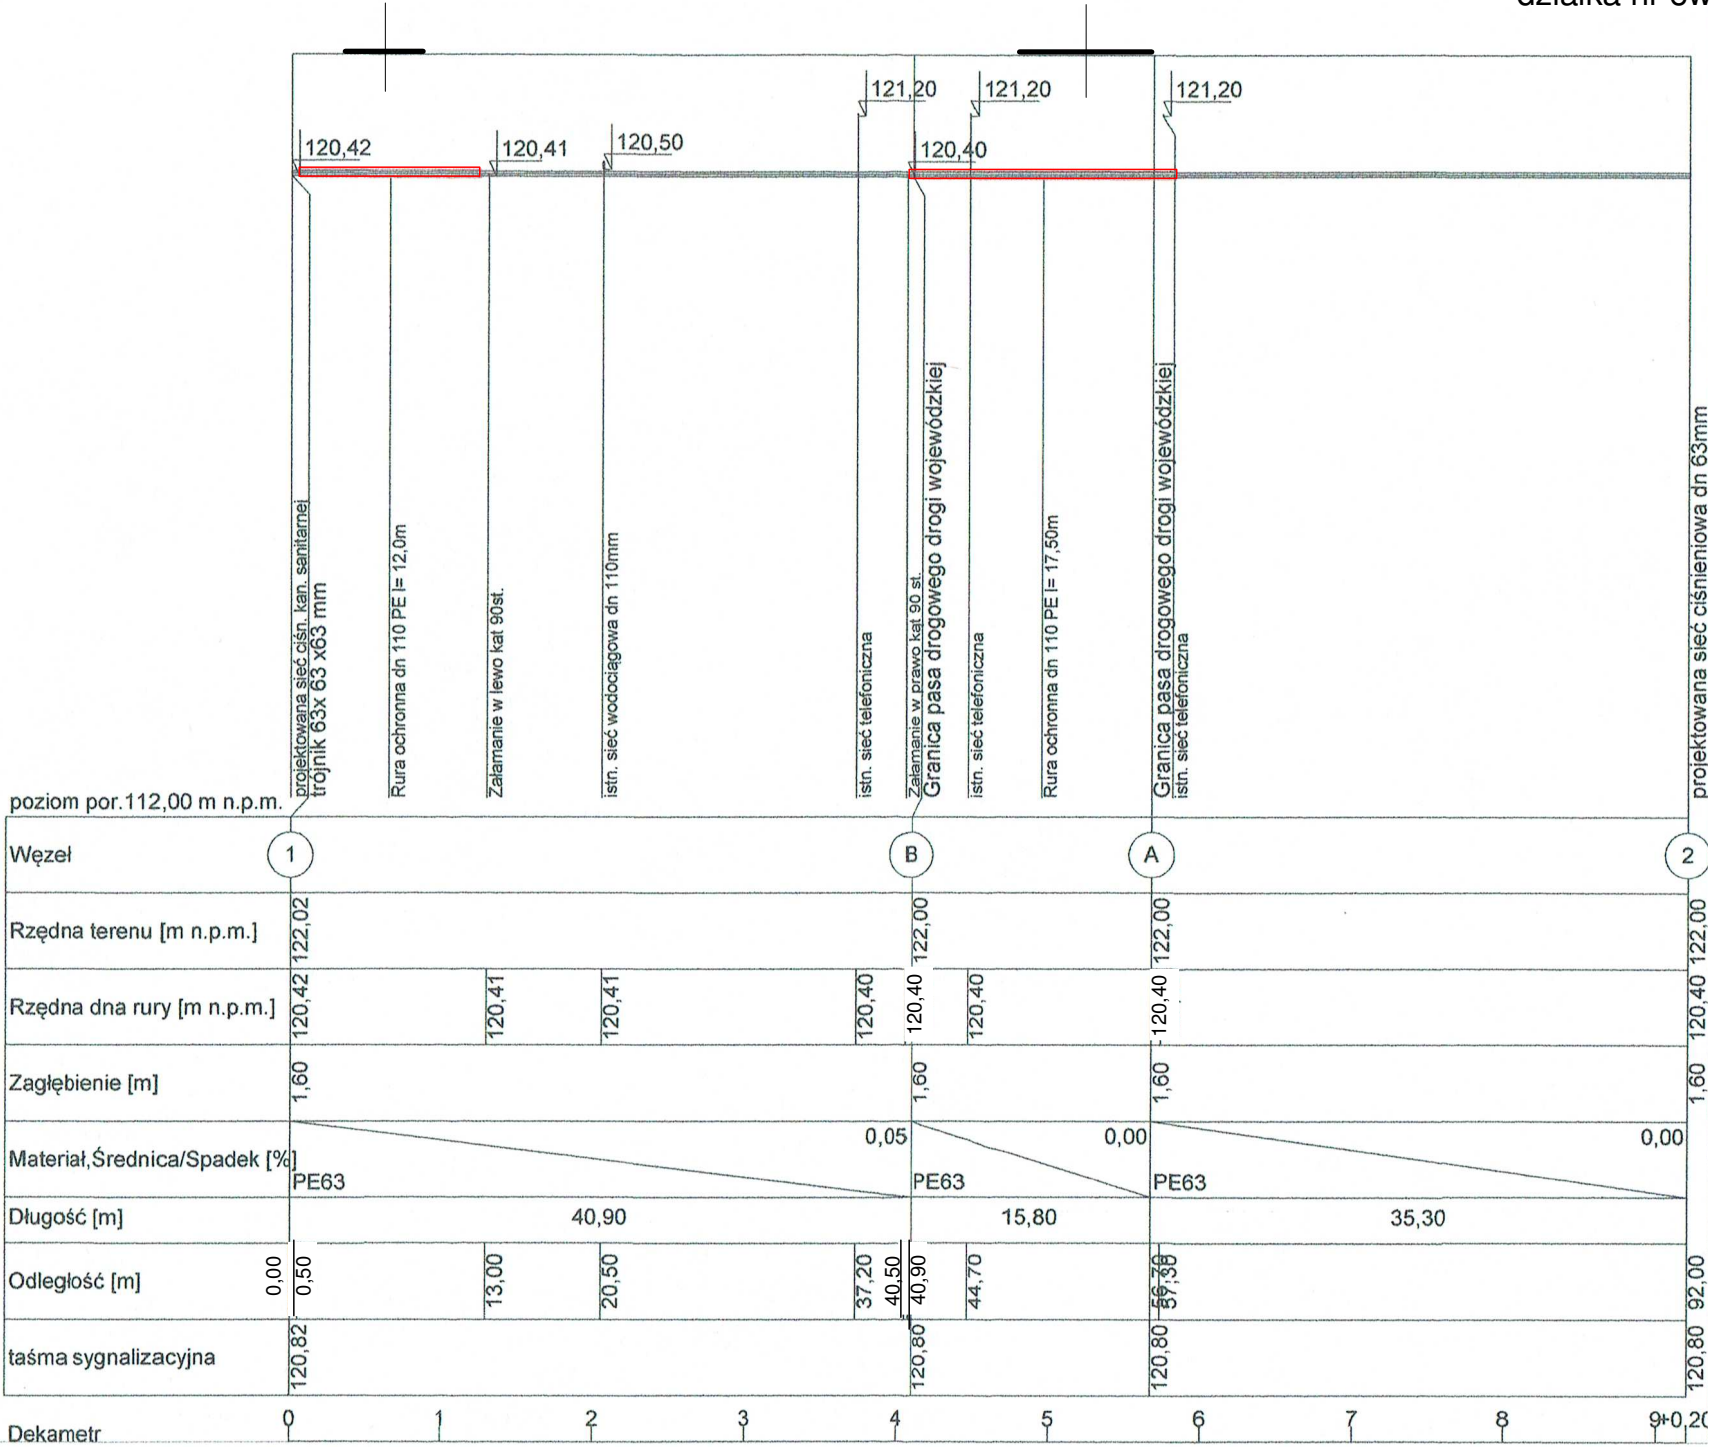 121,20
121,20
121,20
120,42
120,41
120,50
120,40
projektowana sieć ciśn. kan. sanitarnej
trójnik 63x 63 x63 mm
Rura ochronna dn 110 PE l= 12,0m
Załamanie w lewo kat 90st.
istn. sieć wodociągowa dn 110mm
istn. sieć telefoniczna
Załamanie w prawo kąt 90 st.
Granica pasa drogowego drogi wojewódzkiej
istn. sieć telefoniczna
Rura ochronna dn 110 PE l= 17,50m
Granica pasa drogowego drogi wojewódzkiej
istn. sieć telefoniczna
projektowana sieć ciśnieniowa dn 63mm
poziom por.112,00 m n.p.m.
Węzeł 1 B A 2
Rzędna terenu [m n.p.m.] 122,02 122,00 122,00 122,00
Rzędna dna rury [m n.p.m.] 120,42 120,41 120,41 120,40 120,40 120,40 120,40 120,40
Zagłębienie [m] 1,60 1,60 1,60 1,60
Materiał,Średnica/Spadek [%] PE63 0,05 PE63 0,00 PE63 0,00
Długość [m] 40,90 15,80 35,30
Odległość [m] 0,00 0,50 13,00 20,50 37,20 40,50 40,90 44,70 56,70 57,30 92,00
taśma sygnalizacyjna 120,82 120,80 120,80 120,80
Dekametr 0 1 2 3 4 5 6 7 8 9+0,20